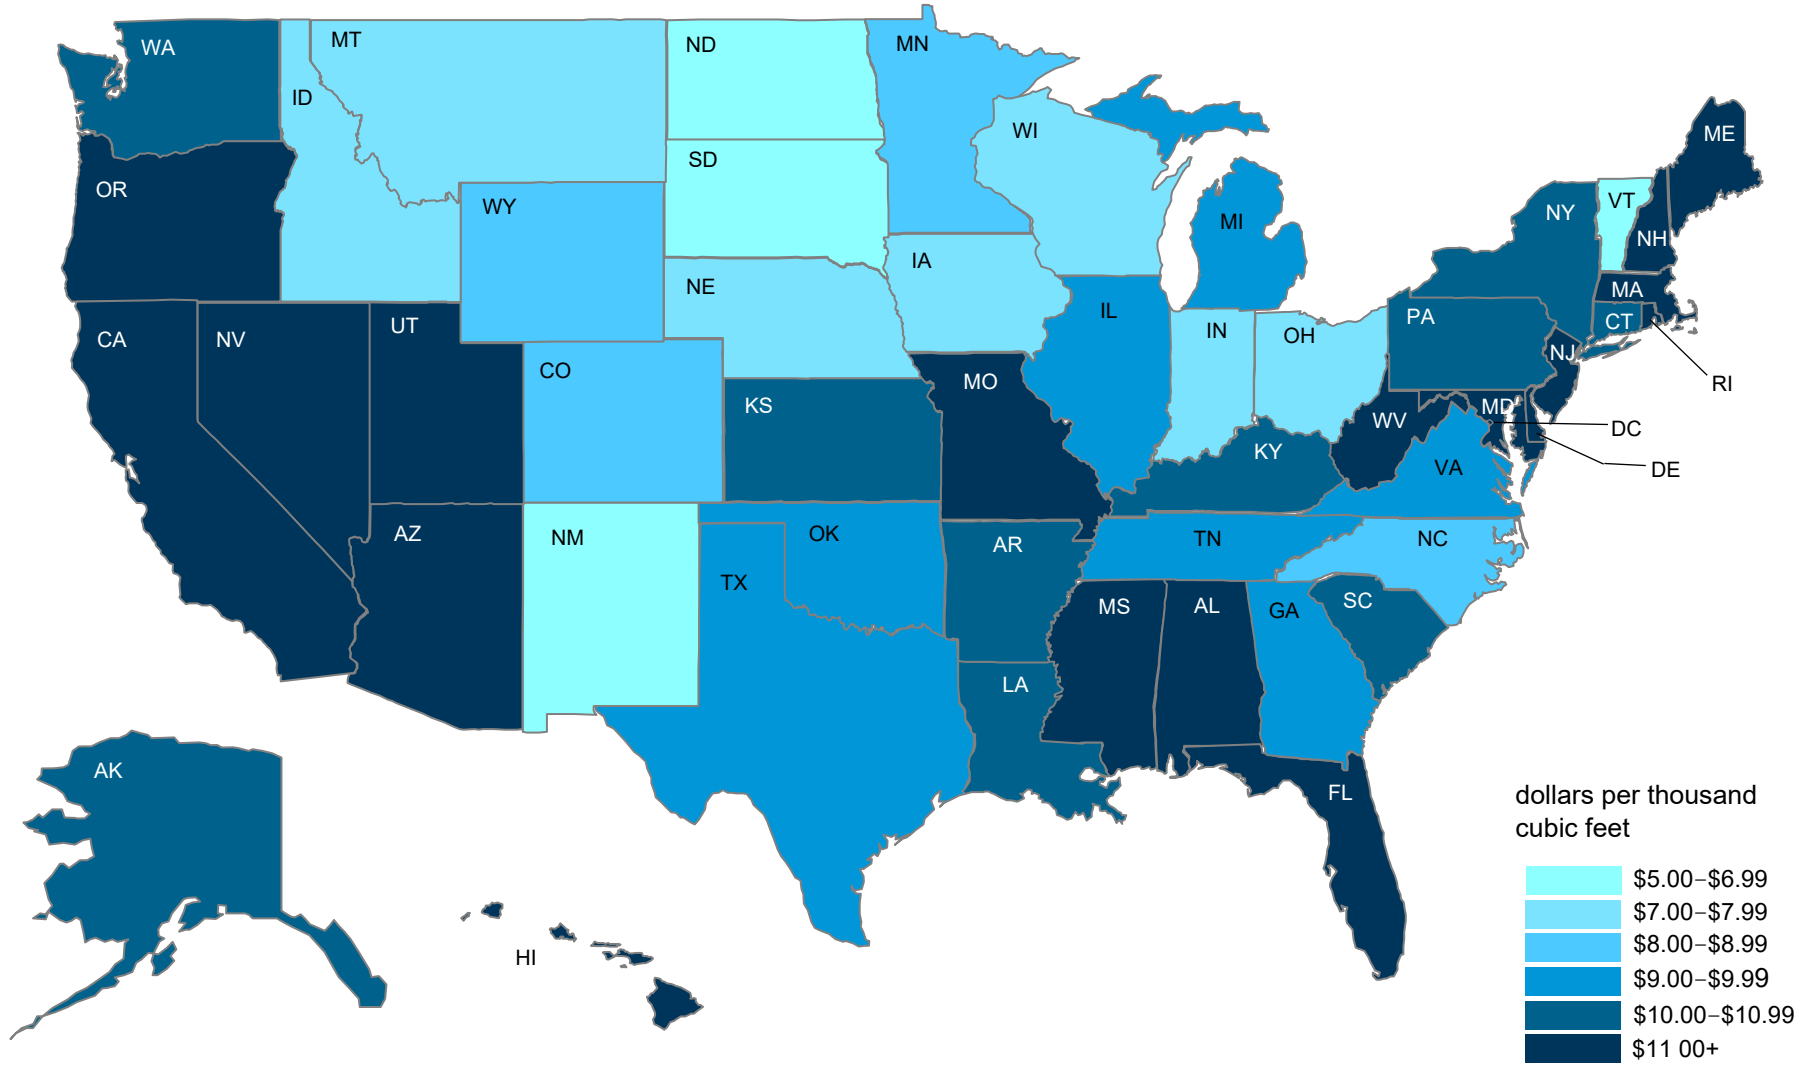 WA
MT
ND
MN
ID
WI
ME
SD
OR
WY
VT
NY
MI
NH
IA
NE
MA
IL
PA
CT
UT
IN
OH
CA
NV
NJ
CO
MO
RI
KS
MD
WV
DC
KY
VA
DE
AZ
NM
OK
AR
TN
NC
TX
MS
AL
GA
SC
LA
AK
FL
HI
dollars per thousand
cubic feet
$5.00–$6.99
$7.00–$7.99
$8.00–$8.99
$9.00–$9.99
$10.00–$10.99
$11 00+